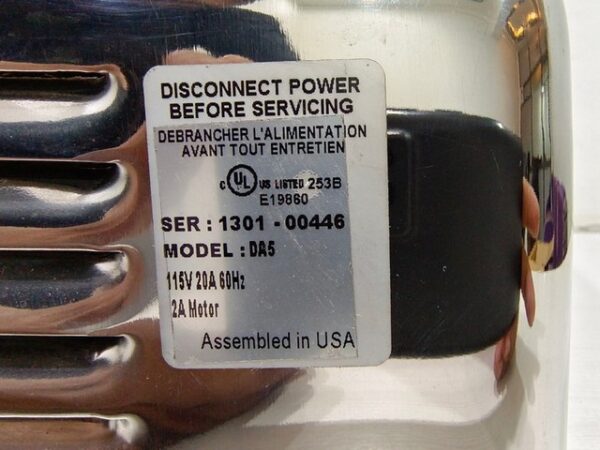 DISCONNECT POWER
BEFORE SERVICING
DEBRANCHER L'ALIMENTATION
AVANT TOUT ENTRETIEN
C UL US LISTED 253B
E19860
SER : 1301 - 00446
MODEL : DA5
115V 20A 60Hz
2A Motor
Assembled in USA